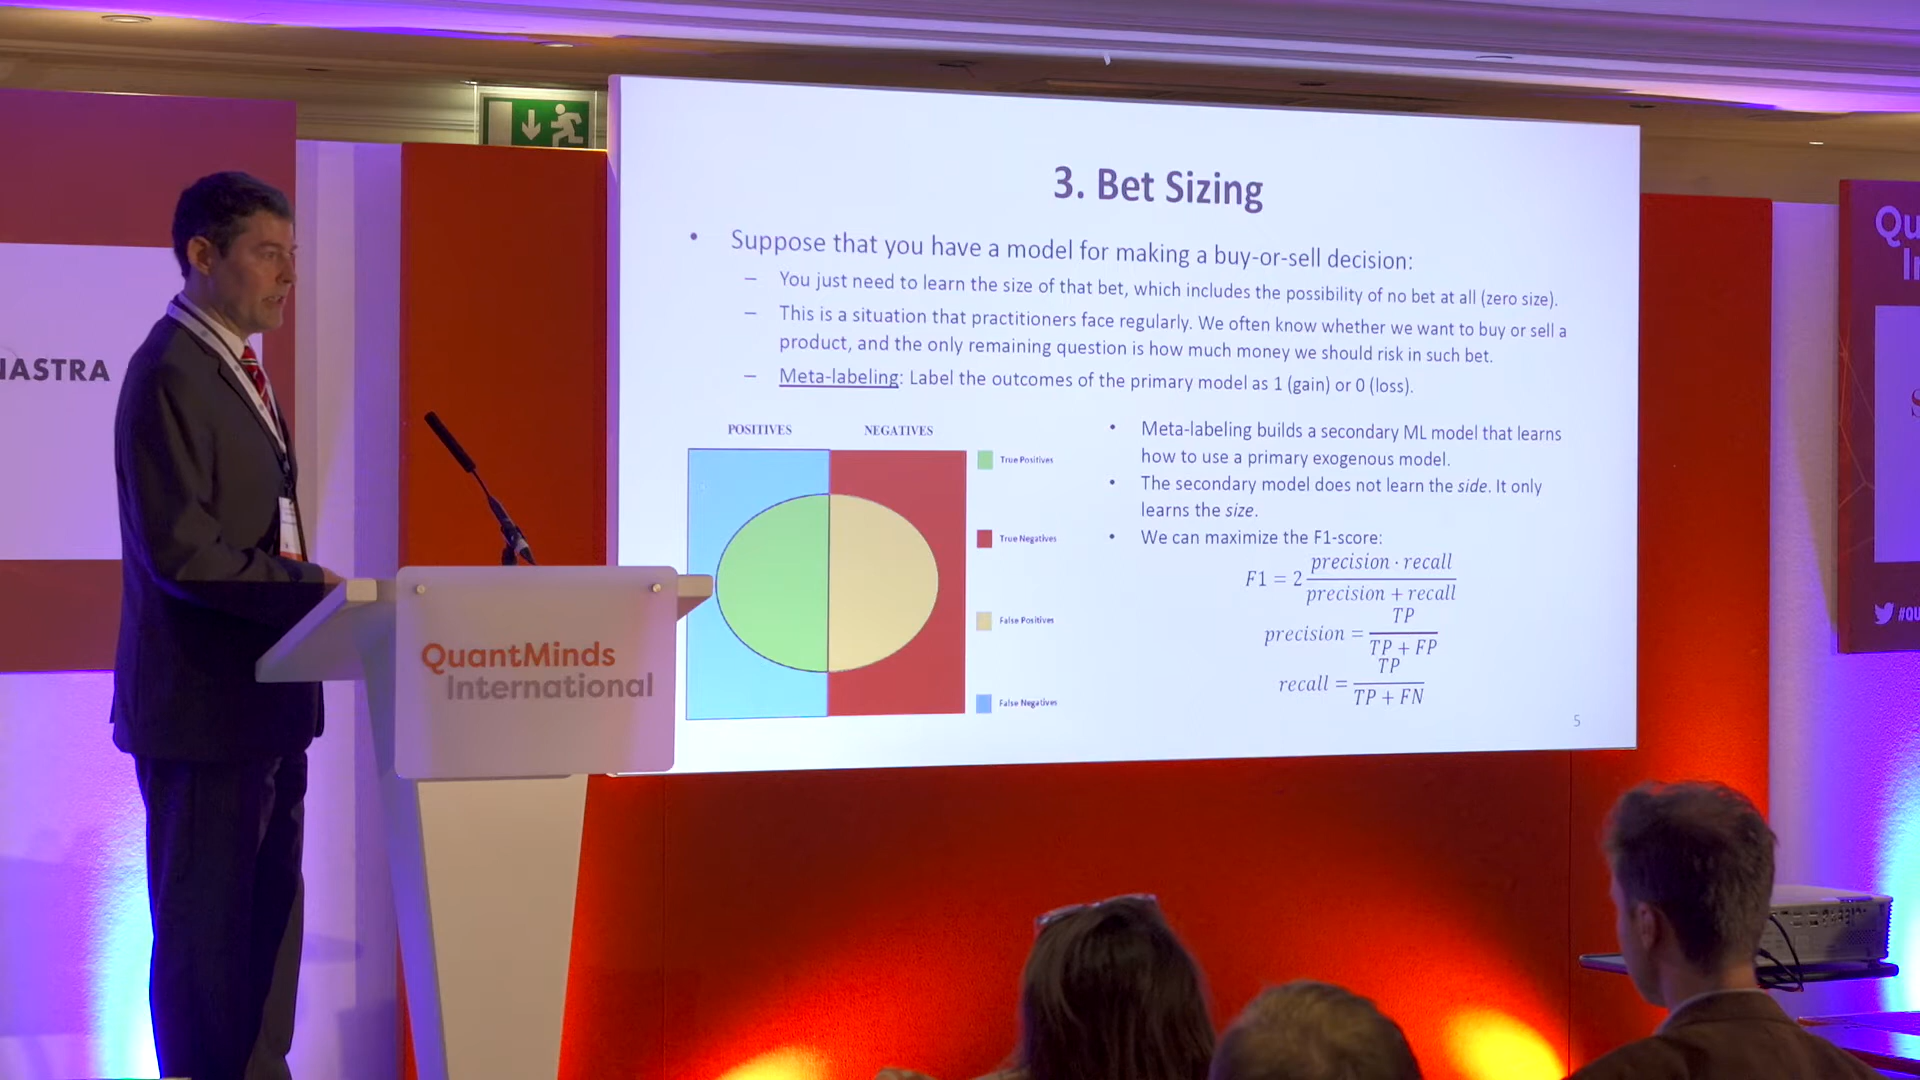 3. Bet Sizing
• Suppose that you have a model for making a buy-or-sell decision:
– You just need to learn the size of that bet, which includes the possibility of no bet at all (zero size).
– This is a situation that practitioners face regularly. We often know whether we want to buy or sell a
product, and the only remaining question is how much money we should risk in such bet.
– Meta-labeling: Label the outcomes of the primary model as 1 (gain) or 0 (loss).
POSITIVES NEGATIVES
True Positives
True Negatives
False Positives
False Negatives
• Meta-labeling builds a secondary ML model that learns
how to use a primary exogenous model.
• The secondary model does not learn the side. It only
learns the size.
• We can maximize the F1-score:
F1 = 2 precision · recall / precision + recall
precision = TP / TP + FP
recall = TP / TP + FN
5
QuantMinds
International
NASTRA
Qu
In
#QU